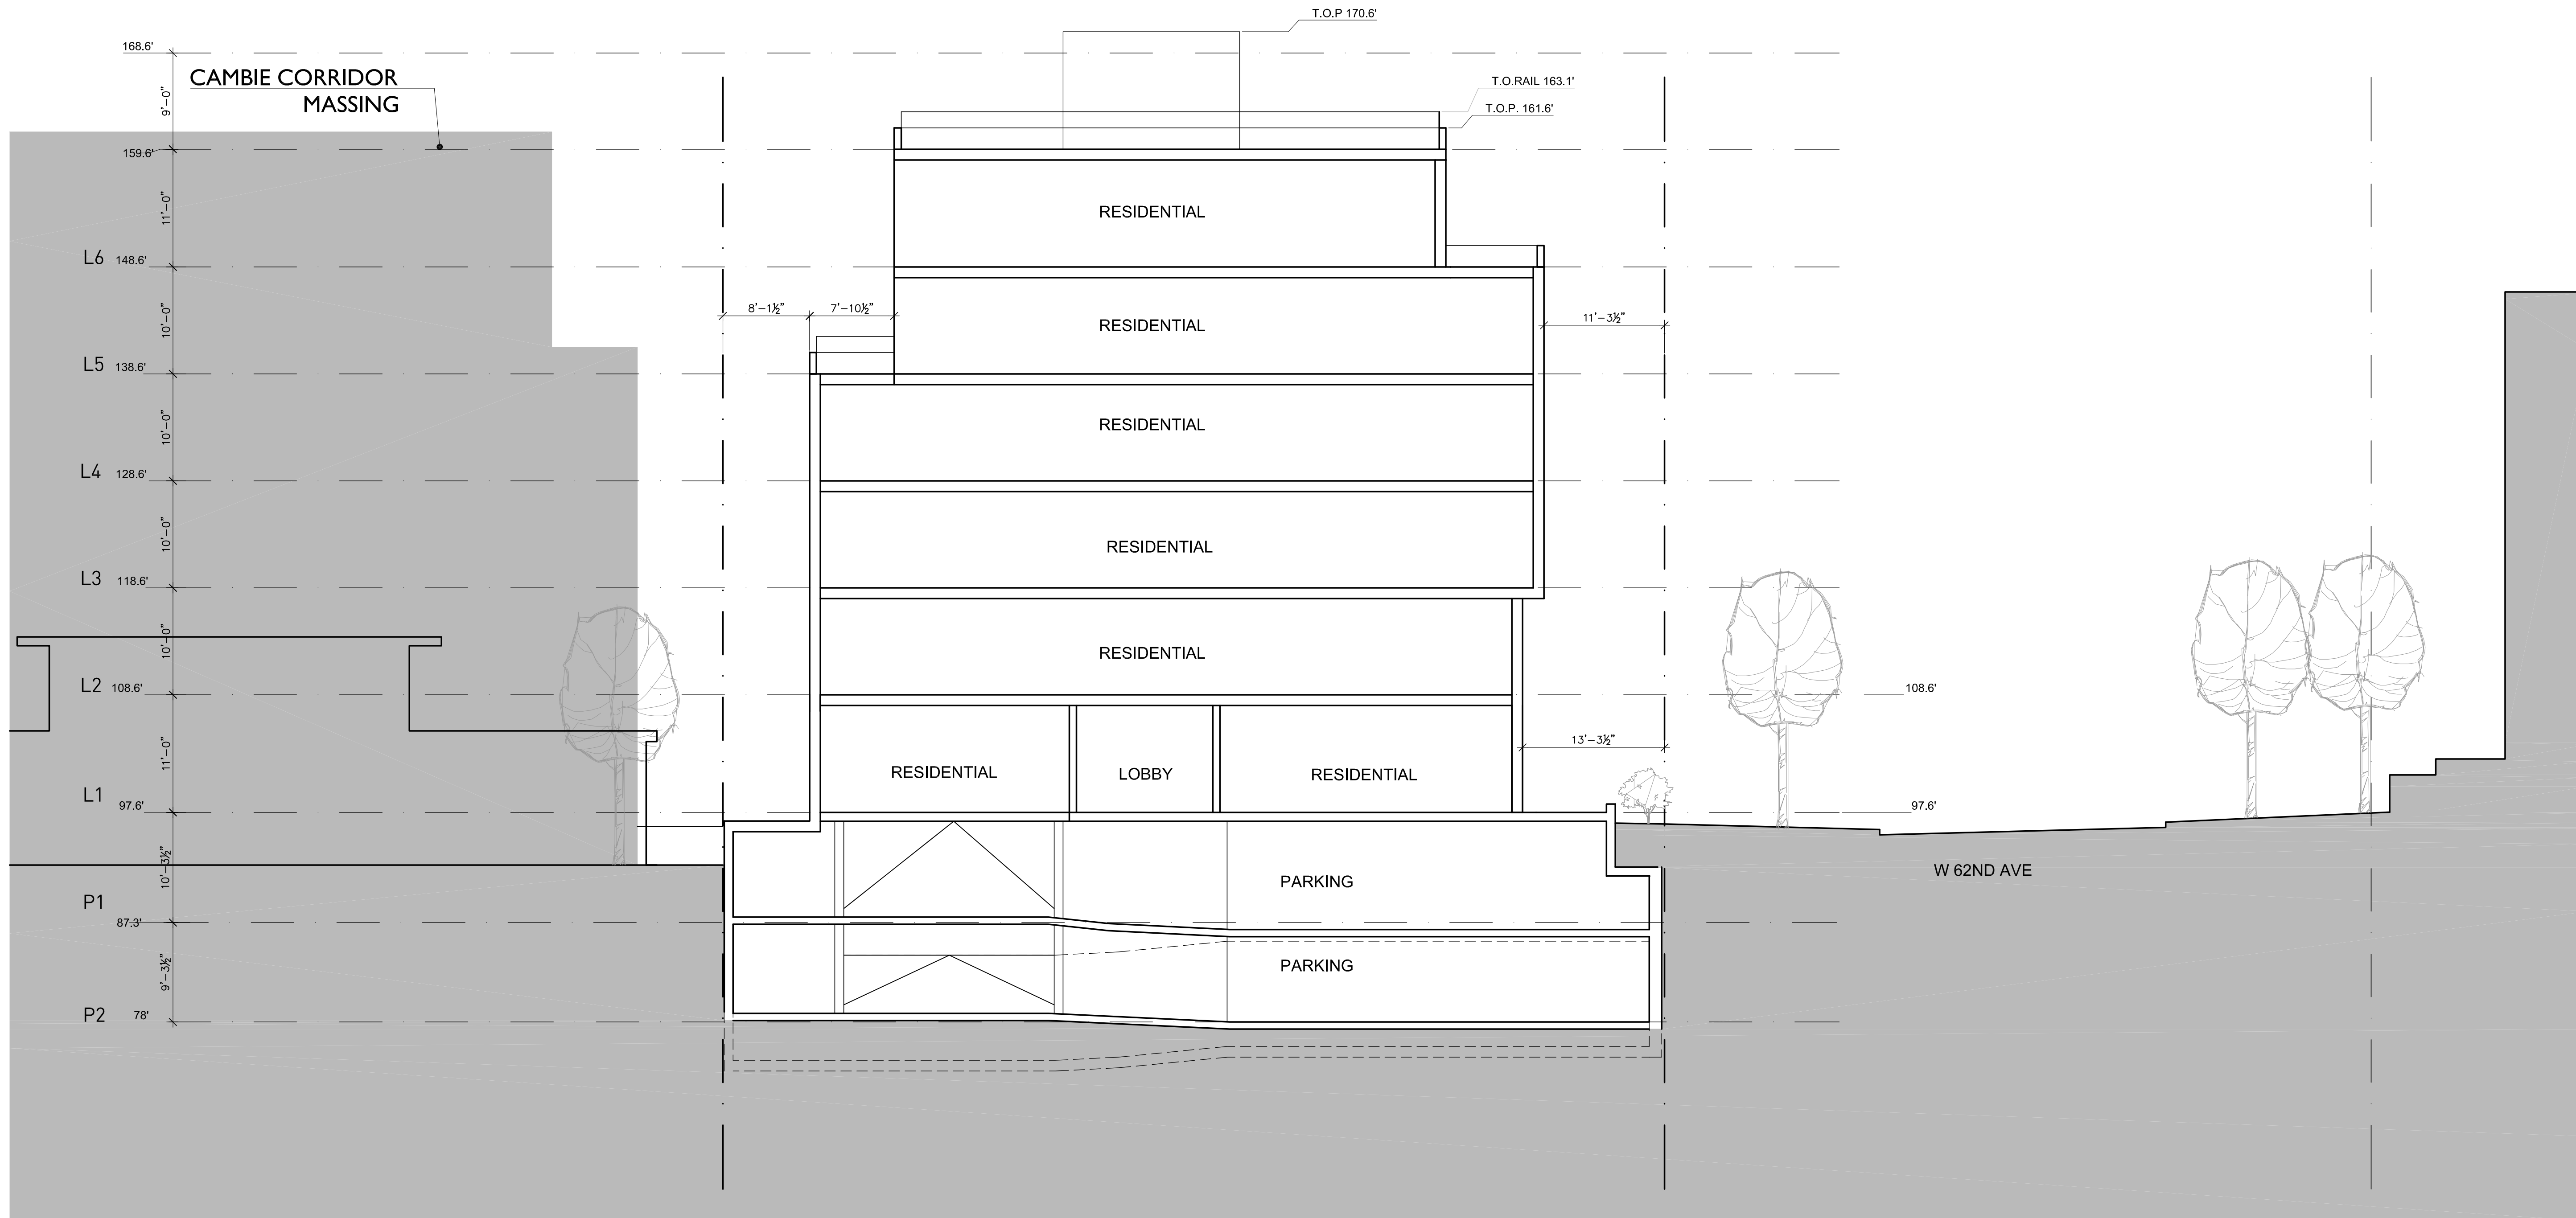 T.O.P 170.6'
168.6'
CAMBIE CORRIDOR
MASSING
9'-0"
T.O.RAIL 163.1'
T.O.P. 161.6'
159.6'
11'-0"
RESIDENTIAL
L6 148.6'
10'-0"
8'-1½"
7'-10½"
11'-3½"
RESIDENTIAL
L5 138.6'
10'-0"
RESIDENTIAL
L4 128.6'
10'-0"
RESIDENTIAL
L3 118.6'
10'-0"
RESIDENTIAL
L2 108.6'
108.6'
11'-0"
13'-3½"
RESIDENTIAL
LOBBY
RESIDENTIAL
L1 97.6'
97.6'
10'-3½"
W 62ND AVE
PARKING
P1
87.3'
9'-3½"
PARKING
P2 78'